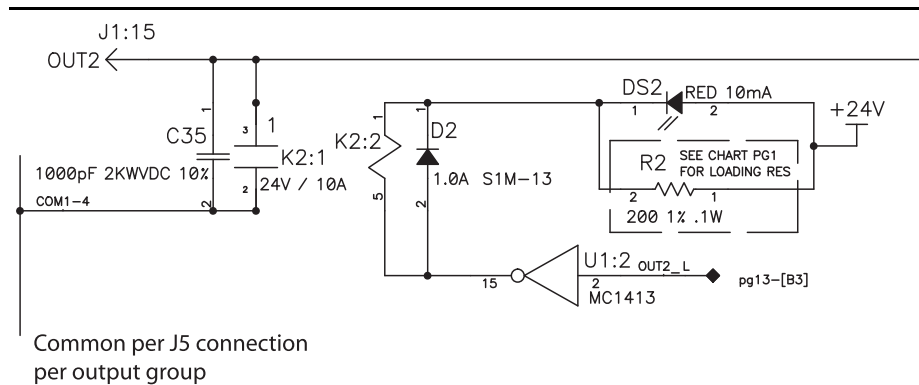 J1:15
OUT2
DS2
RED 10mA
1
2
+24V
1
3
1
C35
K2:1
1000pF 2KWVDC 10%
24V / 10A
2
2
COM1-4
1
K2:2
D2
1.0A S1M-13
5
2
R2
SEE CHART PG1
FOR LOADING RES
2
1
200 1% .1W
15
U1:2
OUT2_L
2
MC1413
pg13-[B3]
Common per J5 connection
per output group